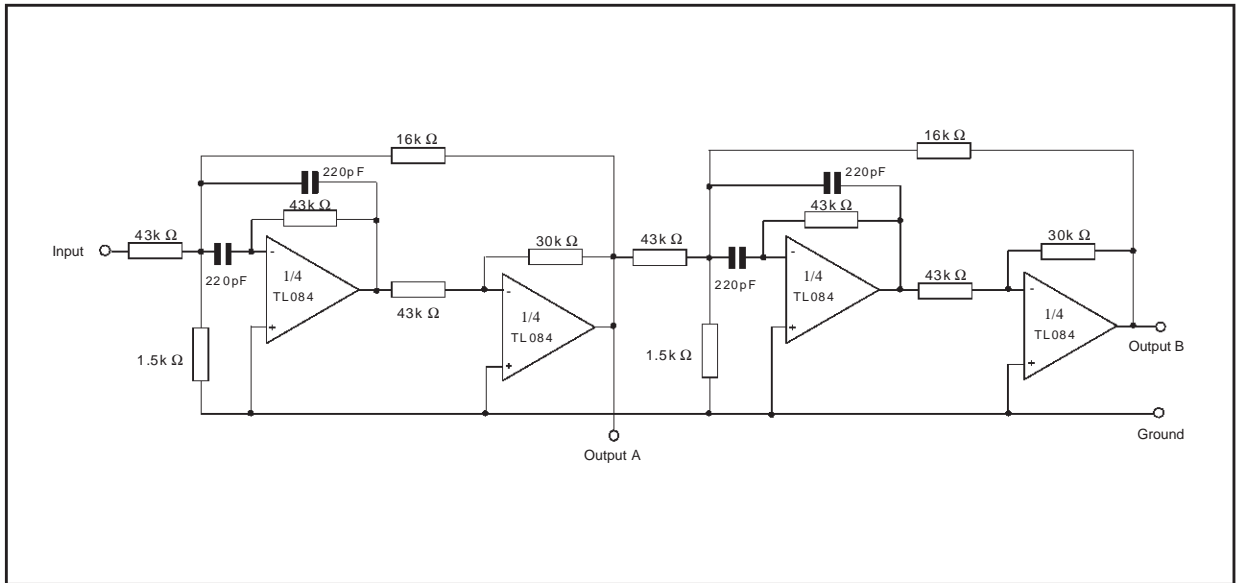 16k Ω
16k Ω
220pF
220pF
43k Ω
43k Ω
43k Ω
30k Ω
43k Ω
30k Ω
Input
-
-
220pF
1/4
TL084
-
220pF
1/4
TL084
43k Ω
-
43k Ω
1/4
TL084
1/4
TL084
+
+
Output B
1.5k Ω
1.5k Ω
+
+
Ground
Output A